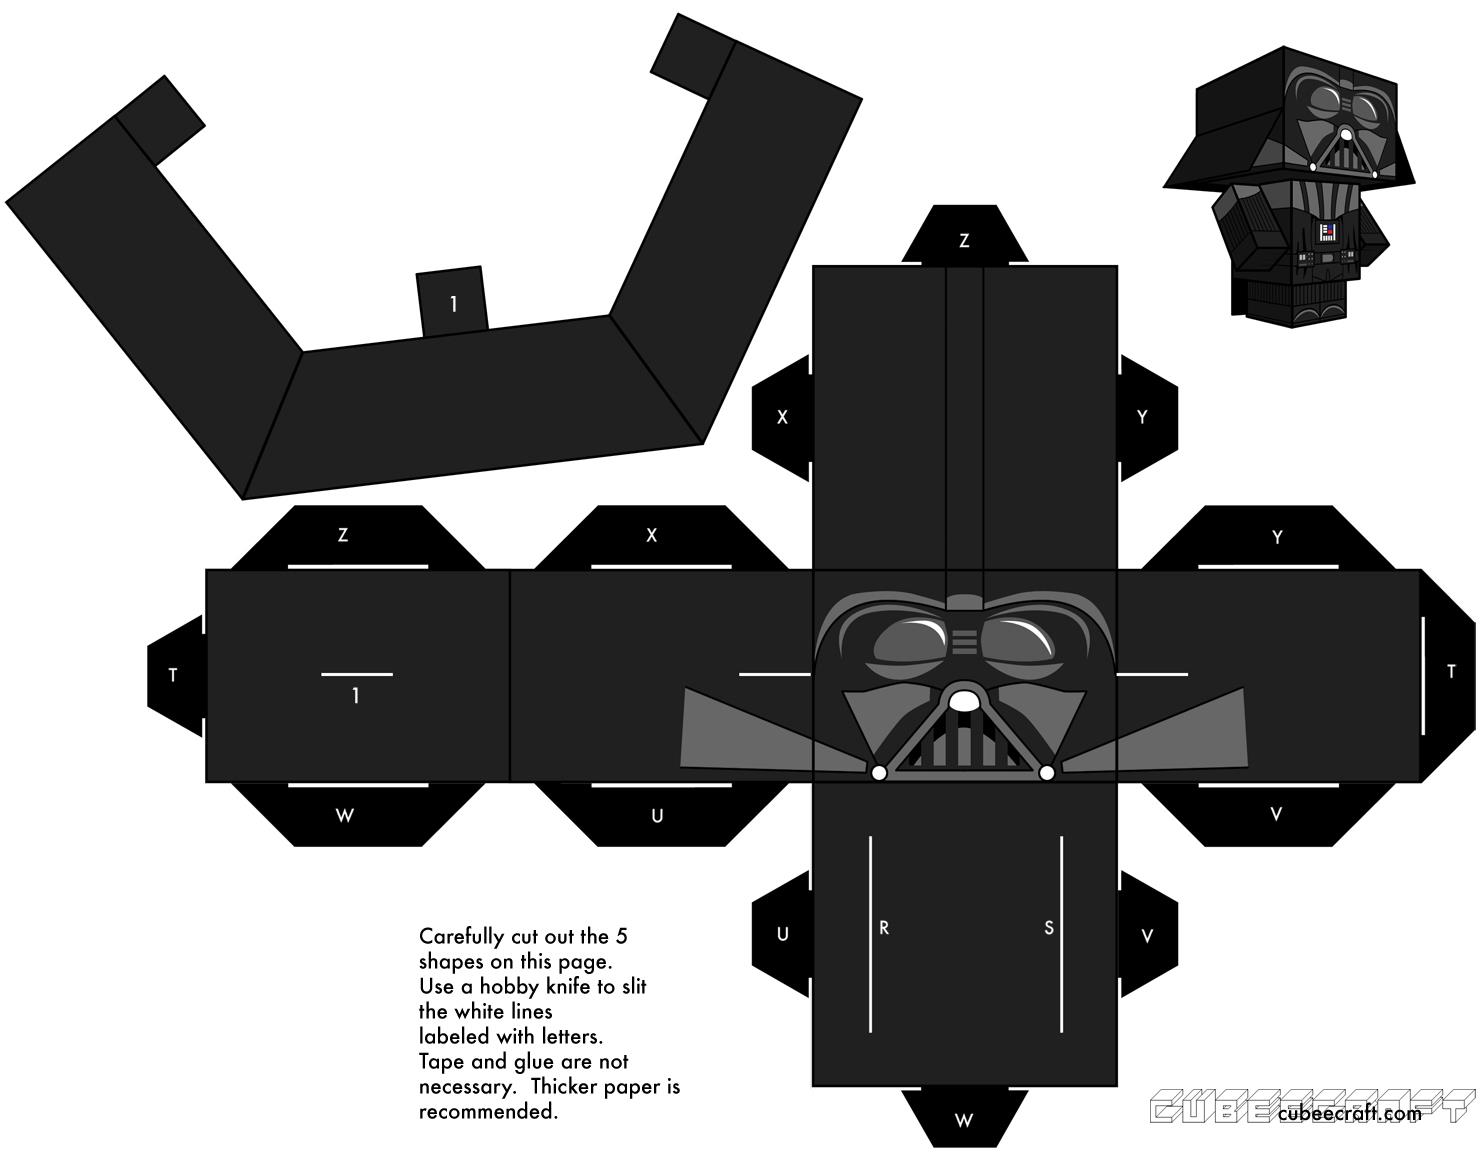 1
Z
X
Y
Z
X
Y
T
1
T
W
U
V
U
R
S
V
Carefully cut out the 5
shapes on this page.
Use a hobby knife to slit
the white lines
labeled with letters.
Tape and glue are not
necessary.  Thicker paper is
recommended.
W
CUBEECRAFT
cubeecraft.com